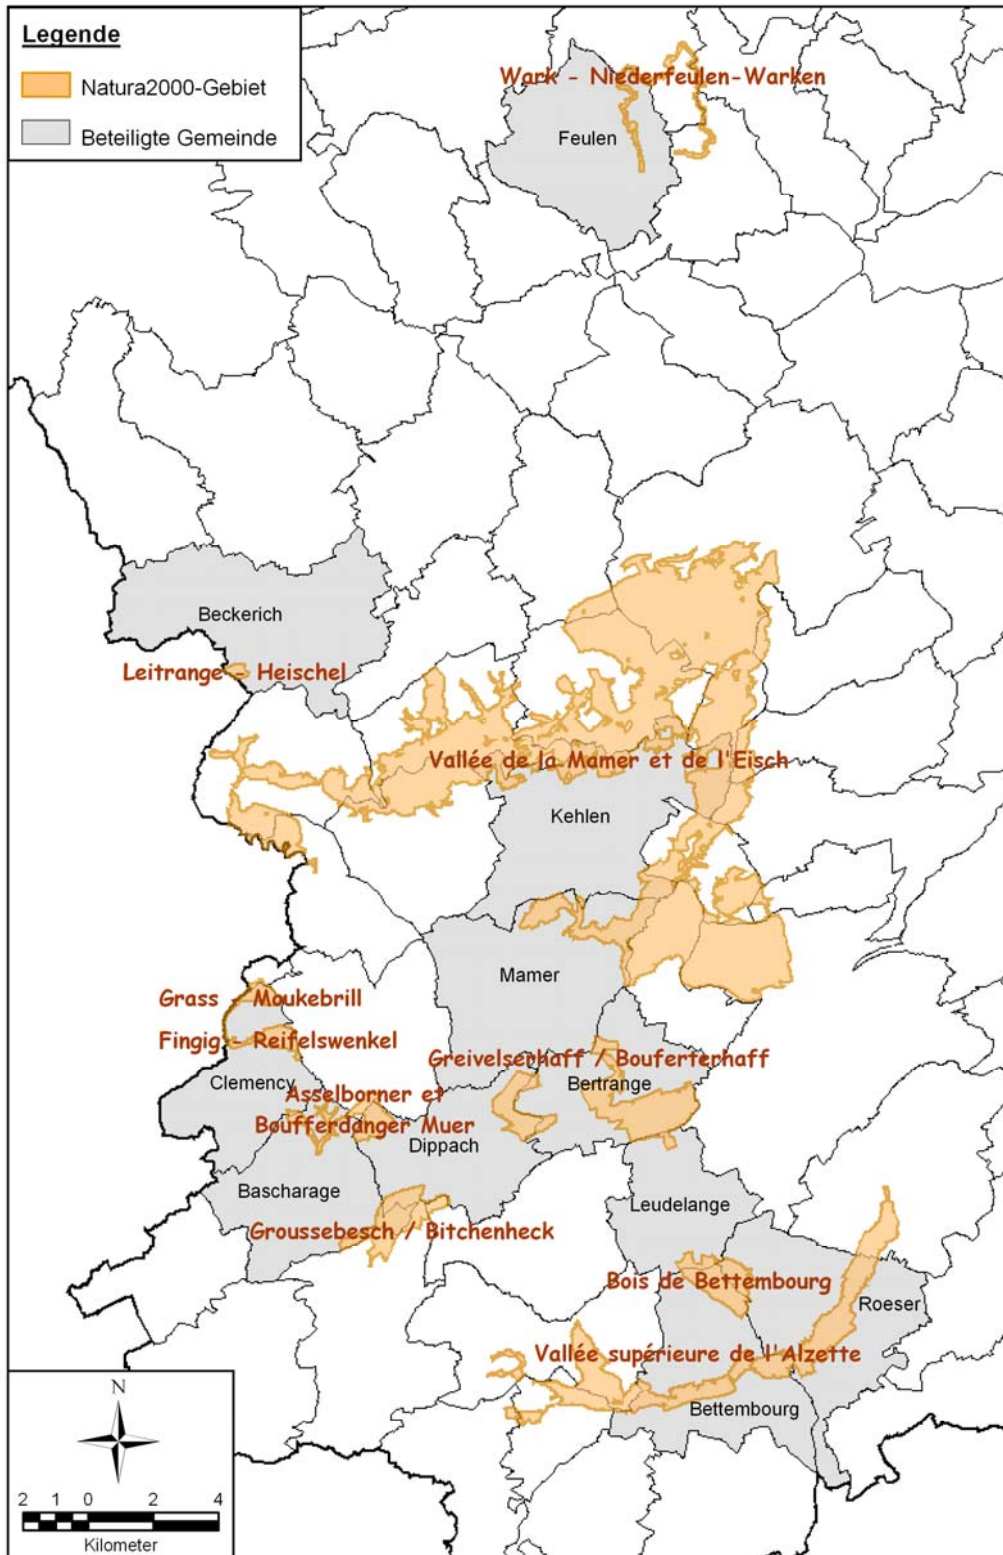 Legende
Natura2000-Gebiet
Beteiligte Gemeinde
Wark - Niederfeulen-Warken
Feulen
Beckerich
Leitrange - Heischel
Vallée de la Mamer et de l'Eisch
Kehlen
Mamer
Grass - Moukebrill
Fingig - Reifelswenkel
Greivelserhaff / Bouferterhaff
Clemency
Bertrange
Asselborner et
Boufferdanger Muer
Dippach
Bascharage
Leudelange
Groussebesch / Bitchenheck
Bois de Bettembourg
Roeser
Vallée supérieure de l'Alzette
Bettembourg
N
2 1 0 2 4
Kilometer